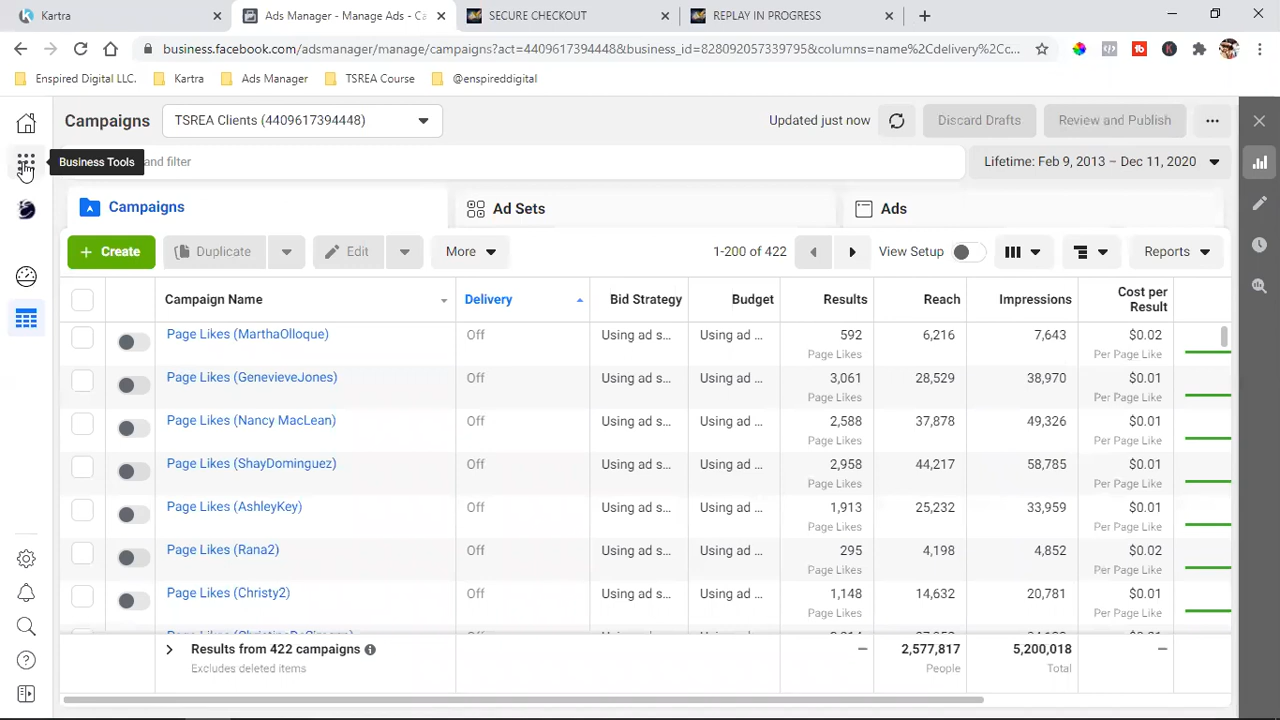 Kartra
Ads Manager - Manage Ads - Ca
SECURE CHECKOUT
REPLAY IN PROGRESS
business.facebook.com/adsmanager/manage/campaigns?act=4409617394448&business_id=828092057339795&columns=name%2Cdelivery%2Cc...
Enspired Digital LLC.
Kartra
Ads Manager
TSREA Course
@enspireddigital
Campaigns
TSREA Clients (4409617394448)
Updated just now
Discard Drafts
Review and Publish
Business Tools
and filter
Lifetime: Feb 9, 2013 – Dec 11, 2020
Campaigns
Ad Sets
Ads
+ Create
Duplicate
Edit
More
1-200 of 422
View Setup
Reports
Campaign Name
Delivery
Bid Strategy
Budget
Results
Reach
Impressions
Cost per
Result
Page Likes (MarthaOlloque) Off Using ad s... Using ad ... 592 6,216 7,643 $0.02
Page Likes Per Page Like
Page Likes (GenevieveJones) Off Using ad s... Using ad ... 3,061 28,529 38,970 $0.01
Page Likes Per Page Like
Page Likes (Nancy MacLean) Off Using ad s... Using ad ... 2,588 37,878 49,326 $0.01
Page Likes Per Page Like
Page Likes (ShayDominguez) Off Using ad s... Using ad ... 2,958 44,217 58,785 $0.01
Page Likes Per Page Like
Page Likes (AshleyKey) Off Using ad s... Using ad ... 1,913 25,232 33,959 $0.01
Page Likes Per Page Like
Page Likes (Rana2) Off Using ad s... Using ad ... 295 4,198 4,852 $0.02
Page Likes Per Page Like
Page Likes (Christy2) Off Using ad s... Using ad ... 1,148 14,632 20,781 $0.01
Page Likes Per Page Like
Results from 422 campaigns — 2,577,817 5,200,018 —
Excludes deleted items People Total